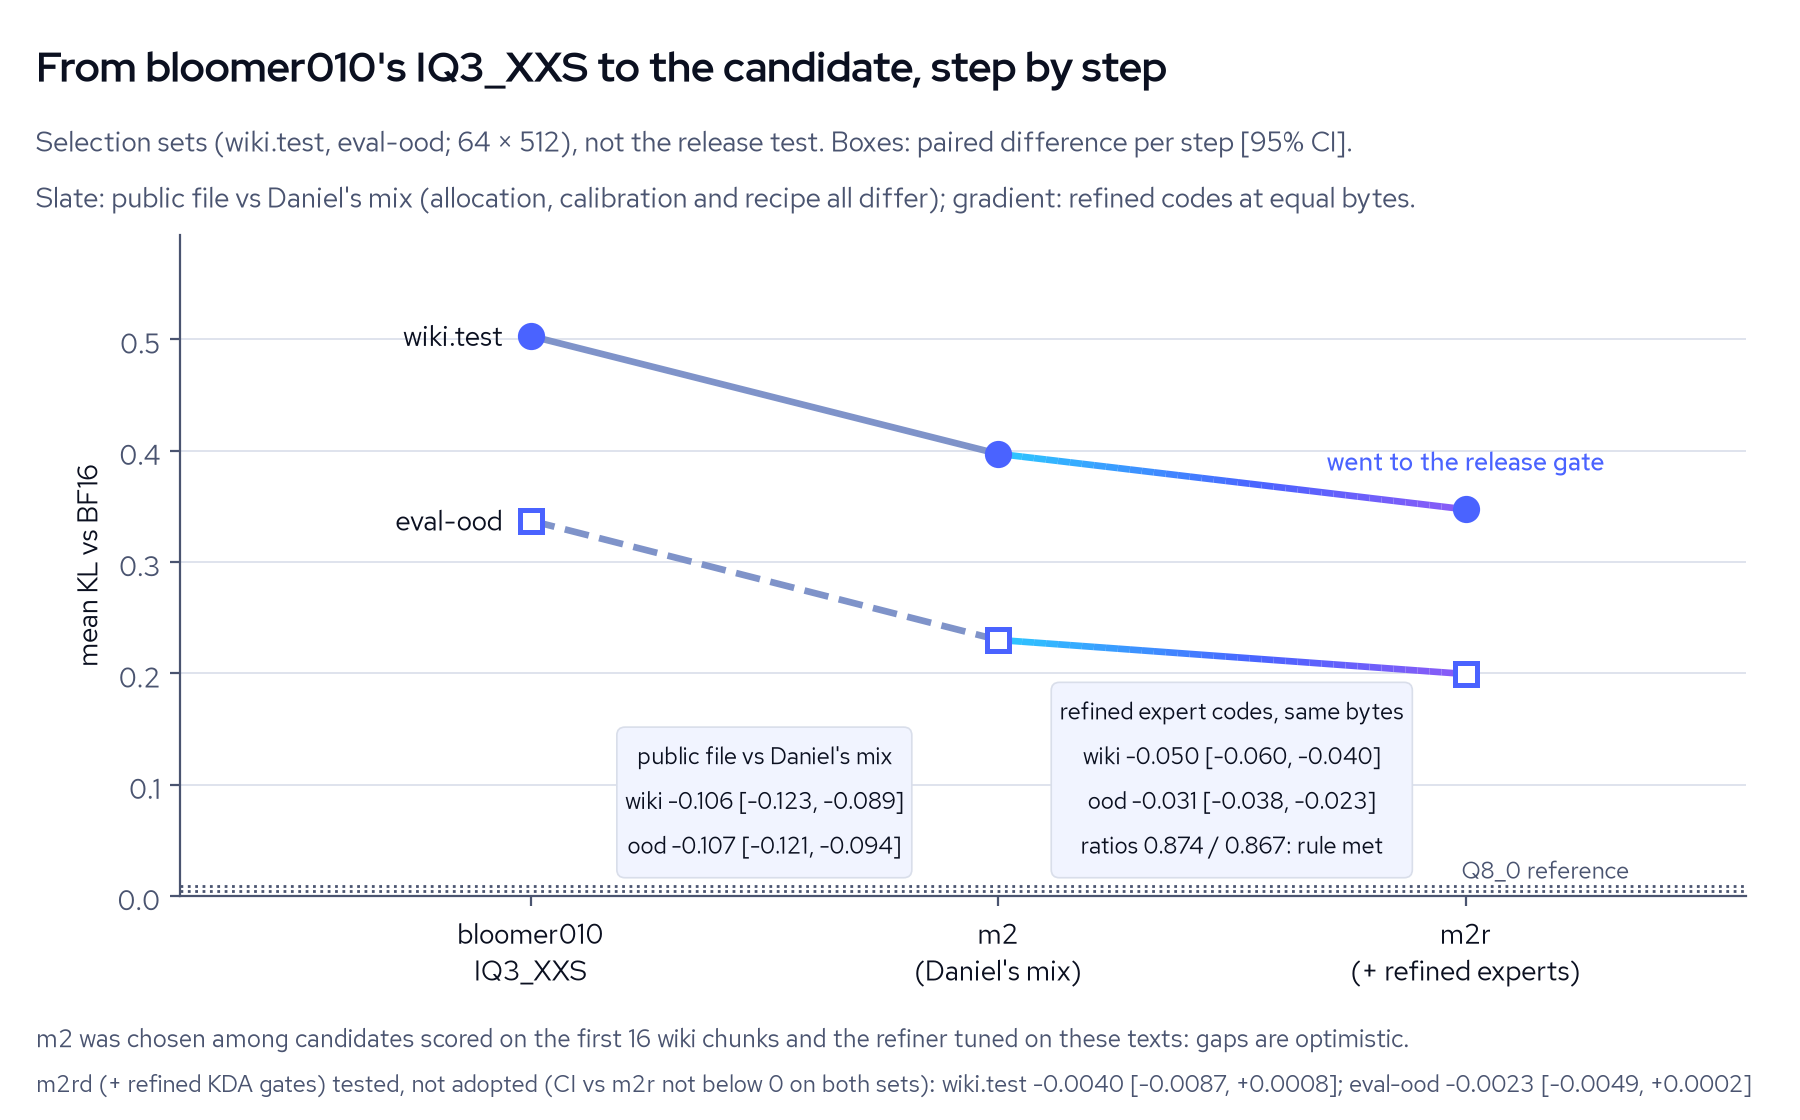 From bloomer010's IQ3_XXS to the candidate, step by step
Selection sets (wiki.test, eval-ood; 64 × 512), not the release test. Boxes: paired difference per step [95% CI].
Slate: public file vs Daniel's mix (allocation, calibration and recipe all differ); gradient: refined codes at equal bytes.
mean KL vs BF16
0.5
0.4
0.3
0.2
0.1
0.0
wiki.test
eval-ood
went to the release gate
public file vs Daniel's mix
wiki -0.106 [-0.123, -0.089]
ood -0.107 [-0.121, -0.094]
refined expert codes, same bytes
wiki -0.050 [-0.060, -0.040]
ood -0.031 [-0.038, -0.023]
ratios 0.874 / 0.867: rule met
Q8_0 reference
bloomer010
IQ3_XXS
m2
(Daniel's mix)
m2r
(+ refined experts)
m2 was chosen among candidates scored on the first 16 wiki chunks and the refiner tuned on these texts: gaps are optimistic.
m2rd (+ refined KDA gates) tested, not adopted (CI vs m2r not below 0 on both sets): wiki.test -0.0040 [-0.0087, +0.0008]; eval-ood -0.0023 [-0.0049, +0.0002]